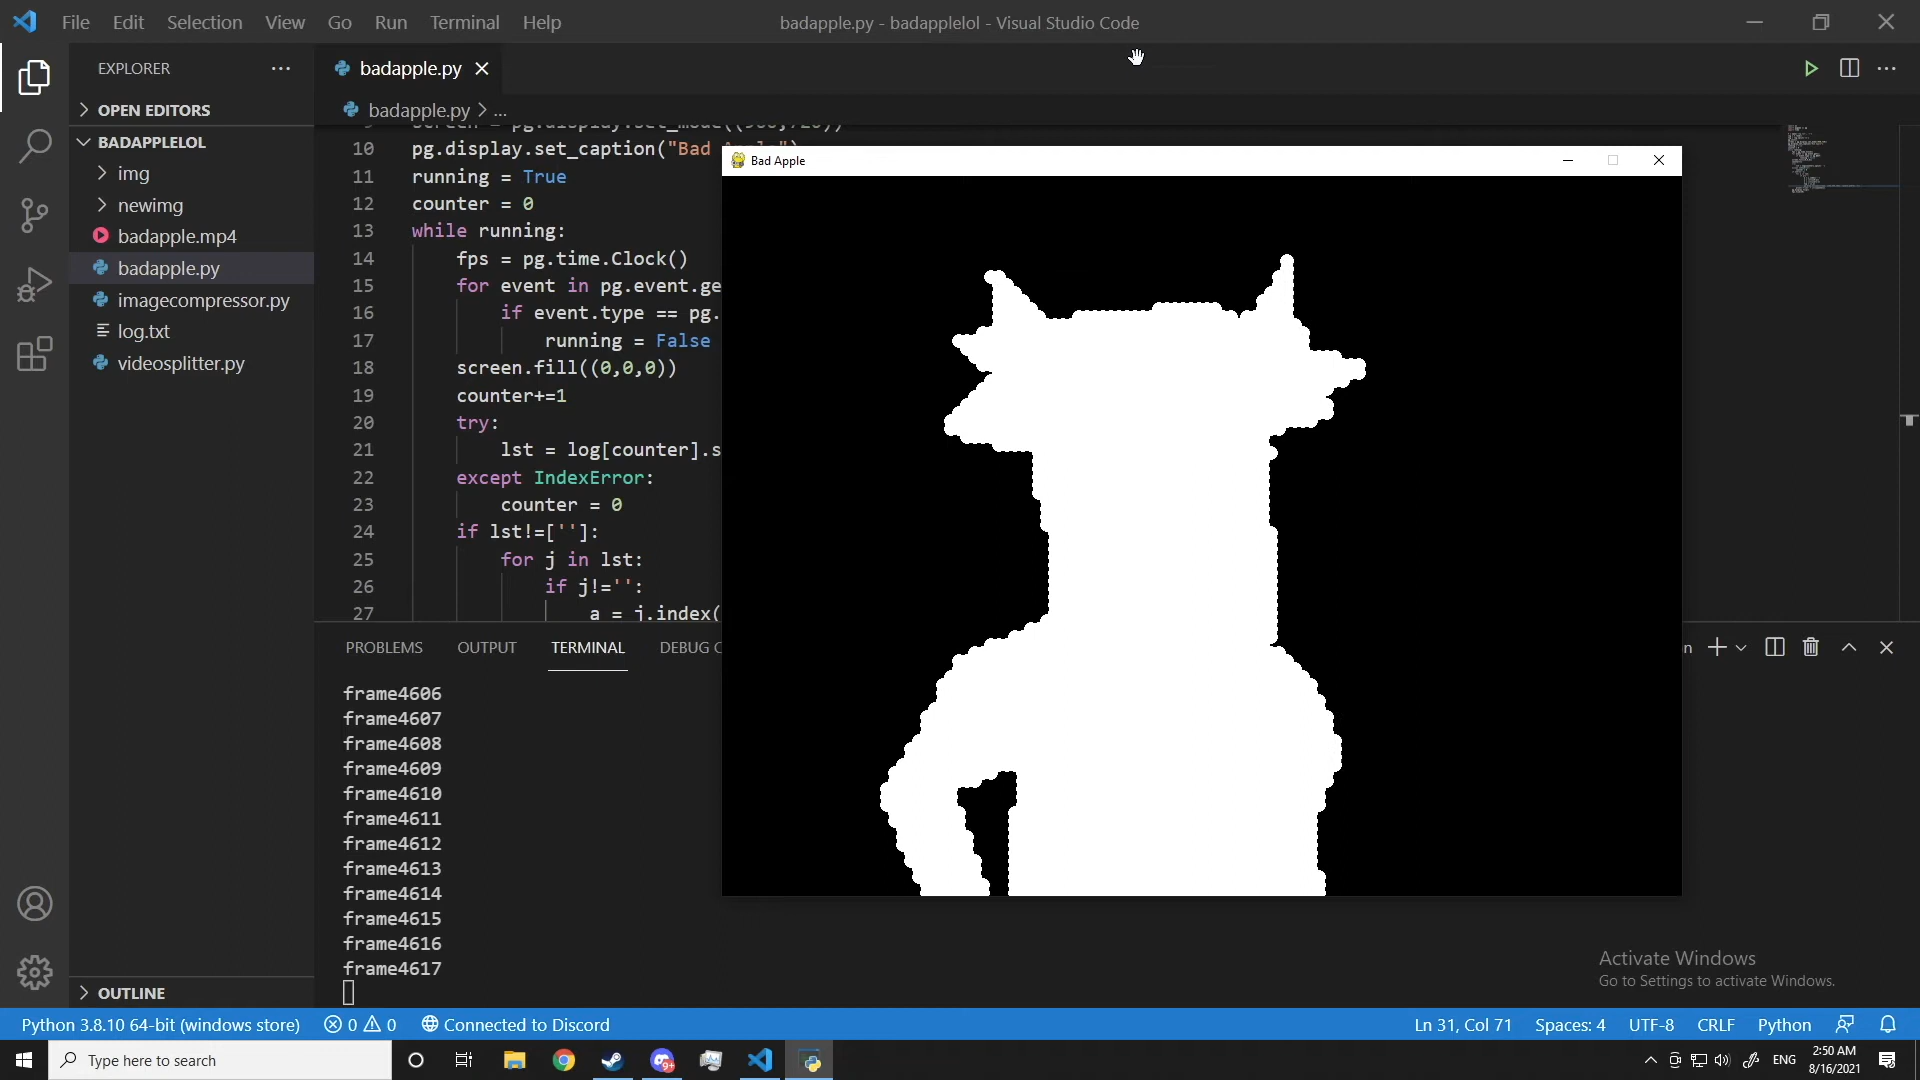 File Edit Selection View Go Run Terminal Help
badapple.py - badapplelol - Visual Studio Code
EXPLORER
OPEN EDITORS
BADAPPLELOL
img
newimg
badapple.mp4
badapple.py
imagecompressor.py
log.txt
videosplitter.py
OUTLINE
badapple.py
badapple.py > ...
10 pg.display.set_caption("Bad
11 running = True
12 counter = 0
13 while running:
14 fps = pg.time.Clock()
15 for event in pg.event.ge
16 if event.type == pg.
17 running = False
18 screen.fill((0,0,0))
19 counter+=1
20 try:
21 lst = log[counter].s
22 except IndexError:
23 counter = 0
24 if lst!=['']:
25 for j in lst:
26 if j!='':
27 a = j.index(
Bad Apple
PROBLEMS OUTPUT TERMINAL DEBUG C
frame4606
frame4607
frame4608
frame4609
frame4610
frame4611
frame4612
frame4613
frame4614
frame4615
frame4616
frame4617
Activate Windows
Go to Settings to activate Windows.
Python 3.8.10 64-bit (windows store) 0 0 Connected to Discord
Ln 31, Col 71 Spaces: 4 UTF-8 CRLF Python
Type here to search
9+
ENG
2:50 AM
8/16/2021